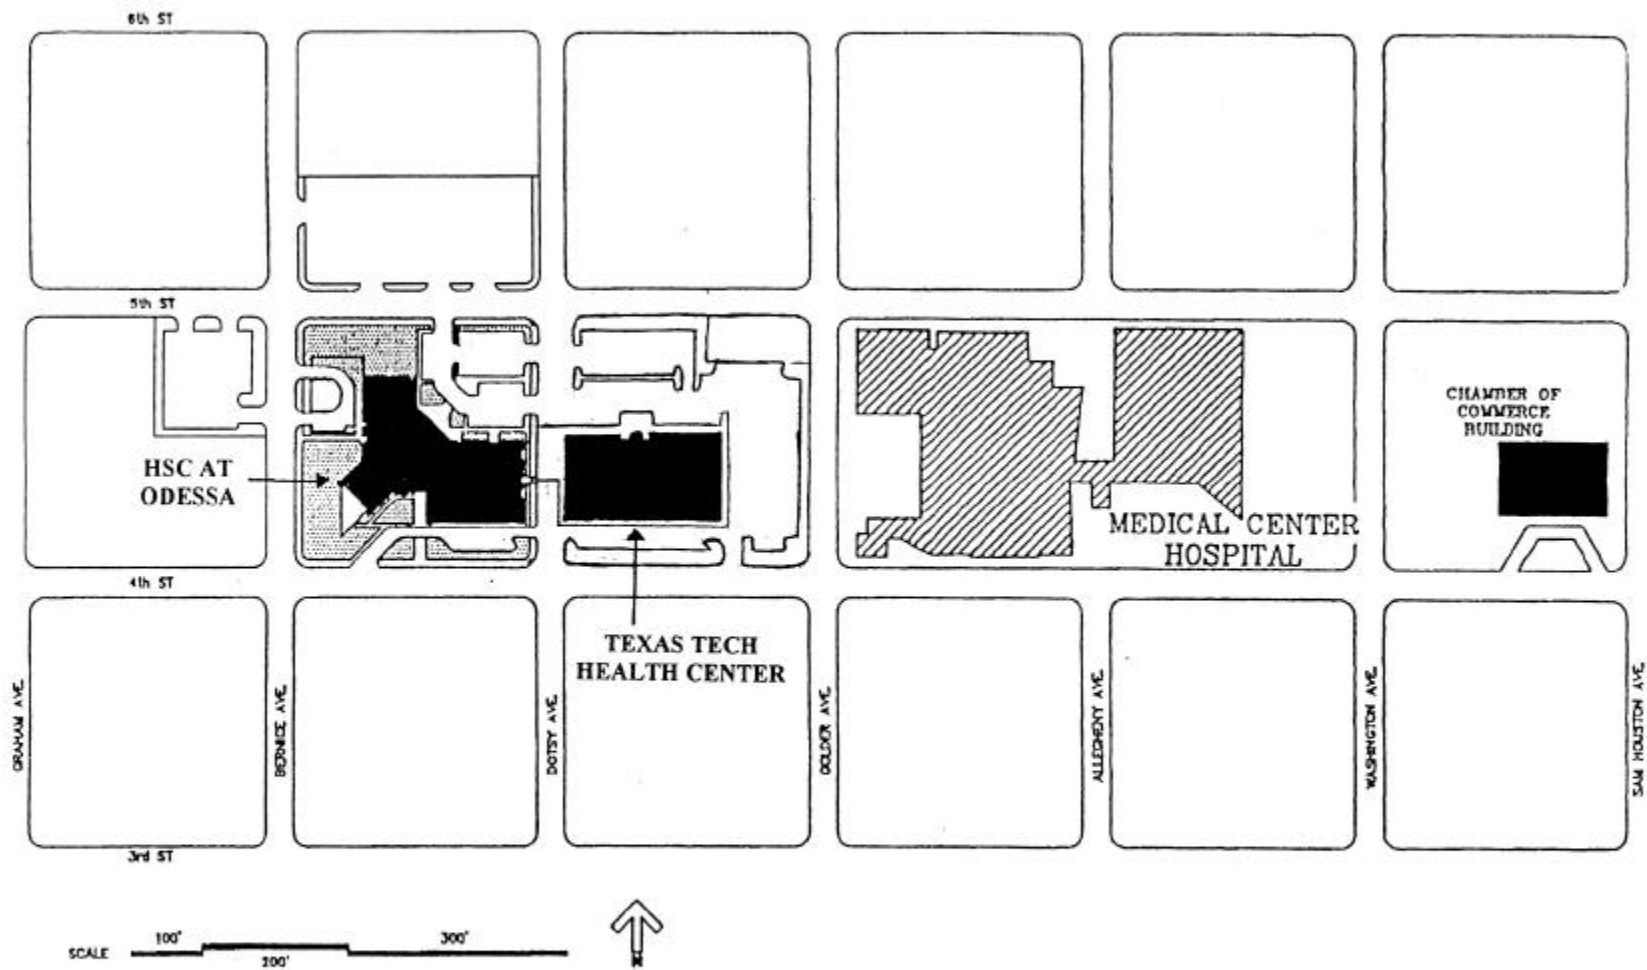 6th ST
5th ST
CHAMBER OF
COMMERCE
BUILDING
HSC AT
ODESSA
MEDICAL CENTER
HOSPITAL
4th ST
TEXAS TECH
HEALTH CENTER
GRAHAM AVE.
BERNICE AVE.
DOTSY AVE.
GOLDER AVE.
ALLEGHENY AVE.
WASHINGTON AVE.
SAM HOUSTON AVE.
3rd ST
SCALE
100'
200'
300'
N